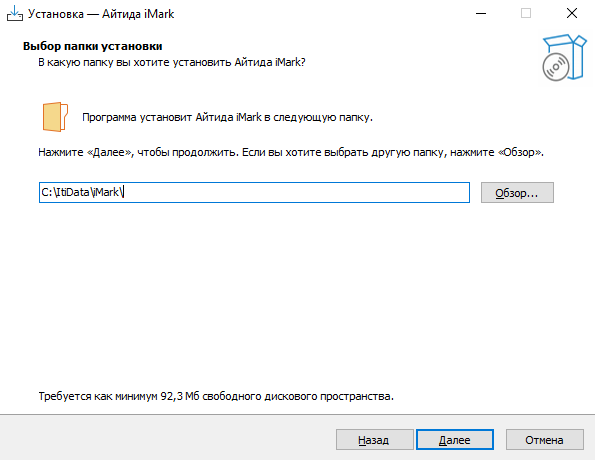 Установка — Айтида iMark
Выбор папки установки
В какую папку вы хотите установить Айтида iMark?
Программа установит Айтида iMark в следующую папку.
Нажмите «Далее», чтобы продолжить. Если вы хотите выбрать другую папку, нажмите «Обзор».
C:\ItiData\iMark\
Обзор...
Требуется как минимум 92,3 Мб свободного дискового пространства.
Назад
Далее
Отмена